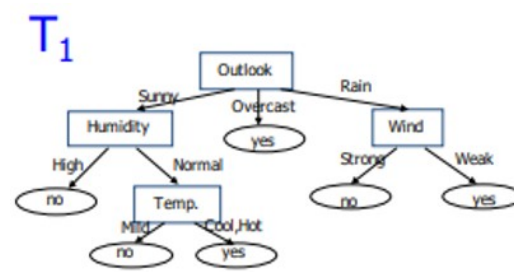 T1
Outlook
Sunny Overcast Rain
Humidity yes Wind
High Normal Strong Weak
no Temp. no yes
Mild Cool,Hot
no yes